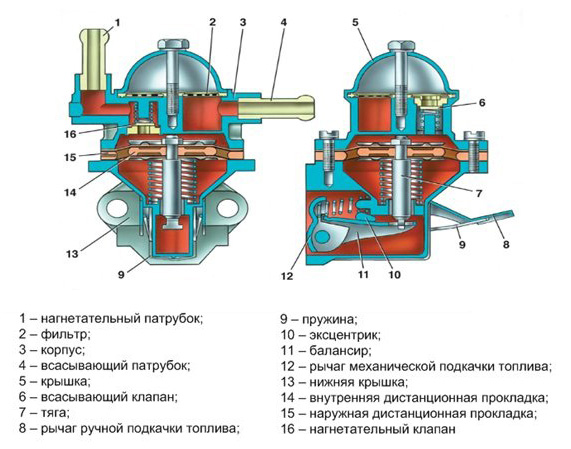 1
2
3
4
5
6
16
15
14
7
13
9
12
11
10
9
8
1 – нагнетательный патрубок;
2 – фильтр;
3 – корпус;
4 – всасывающий патрубок;
5 – крышка;
6 – всасывающий клапан;
7 – тяга;
8 – рычаг ручной подкачки топлива;
9 – пружина;
10 – эксцентрик;
11 – балансир;
12 – рычаг механической подкачки топлива;
13 – нижняя крышка;
14 – внутренняя дистанционная прокладка;
15 – наружная дистанционная прокладка;
16 – нагнетательный клапан